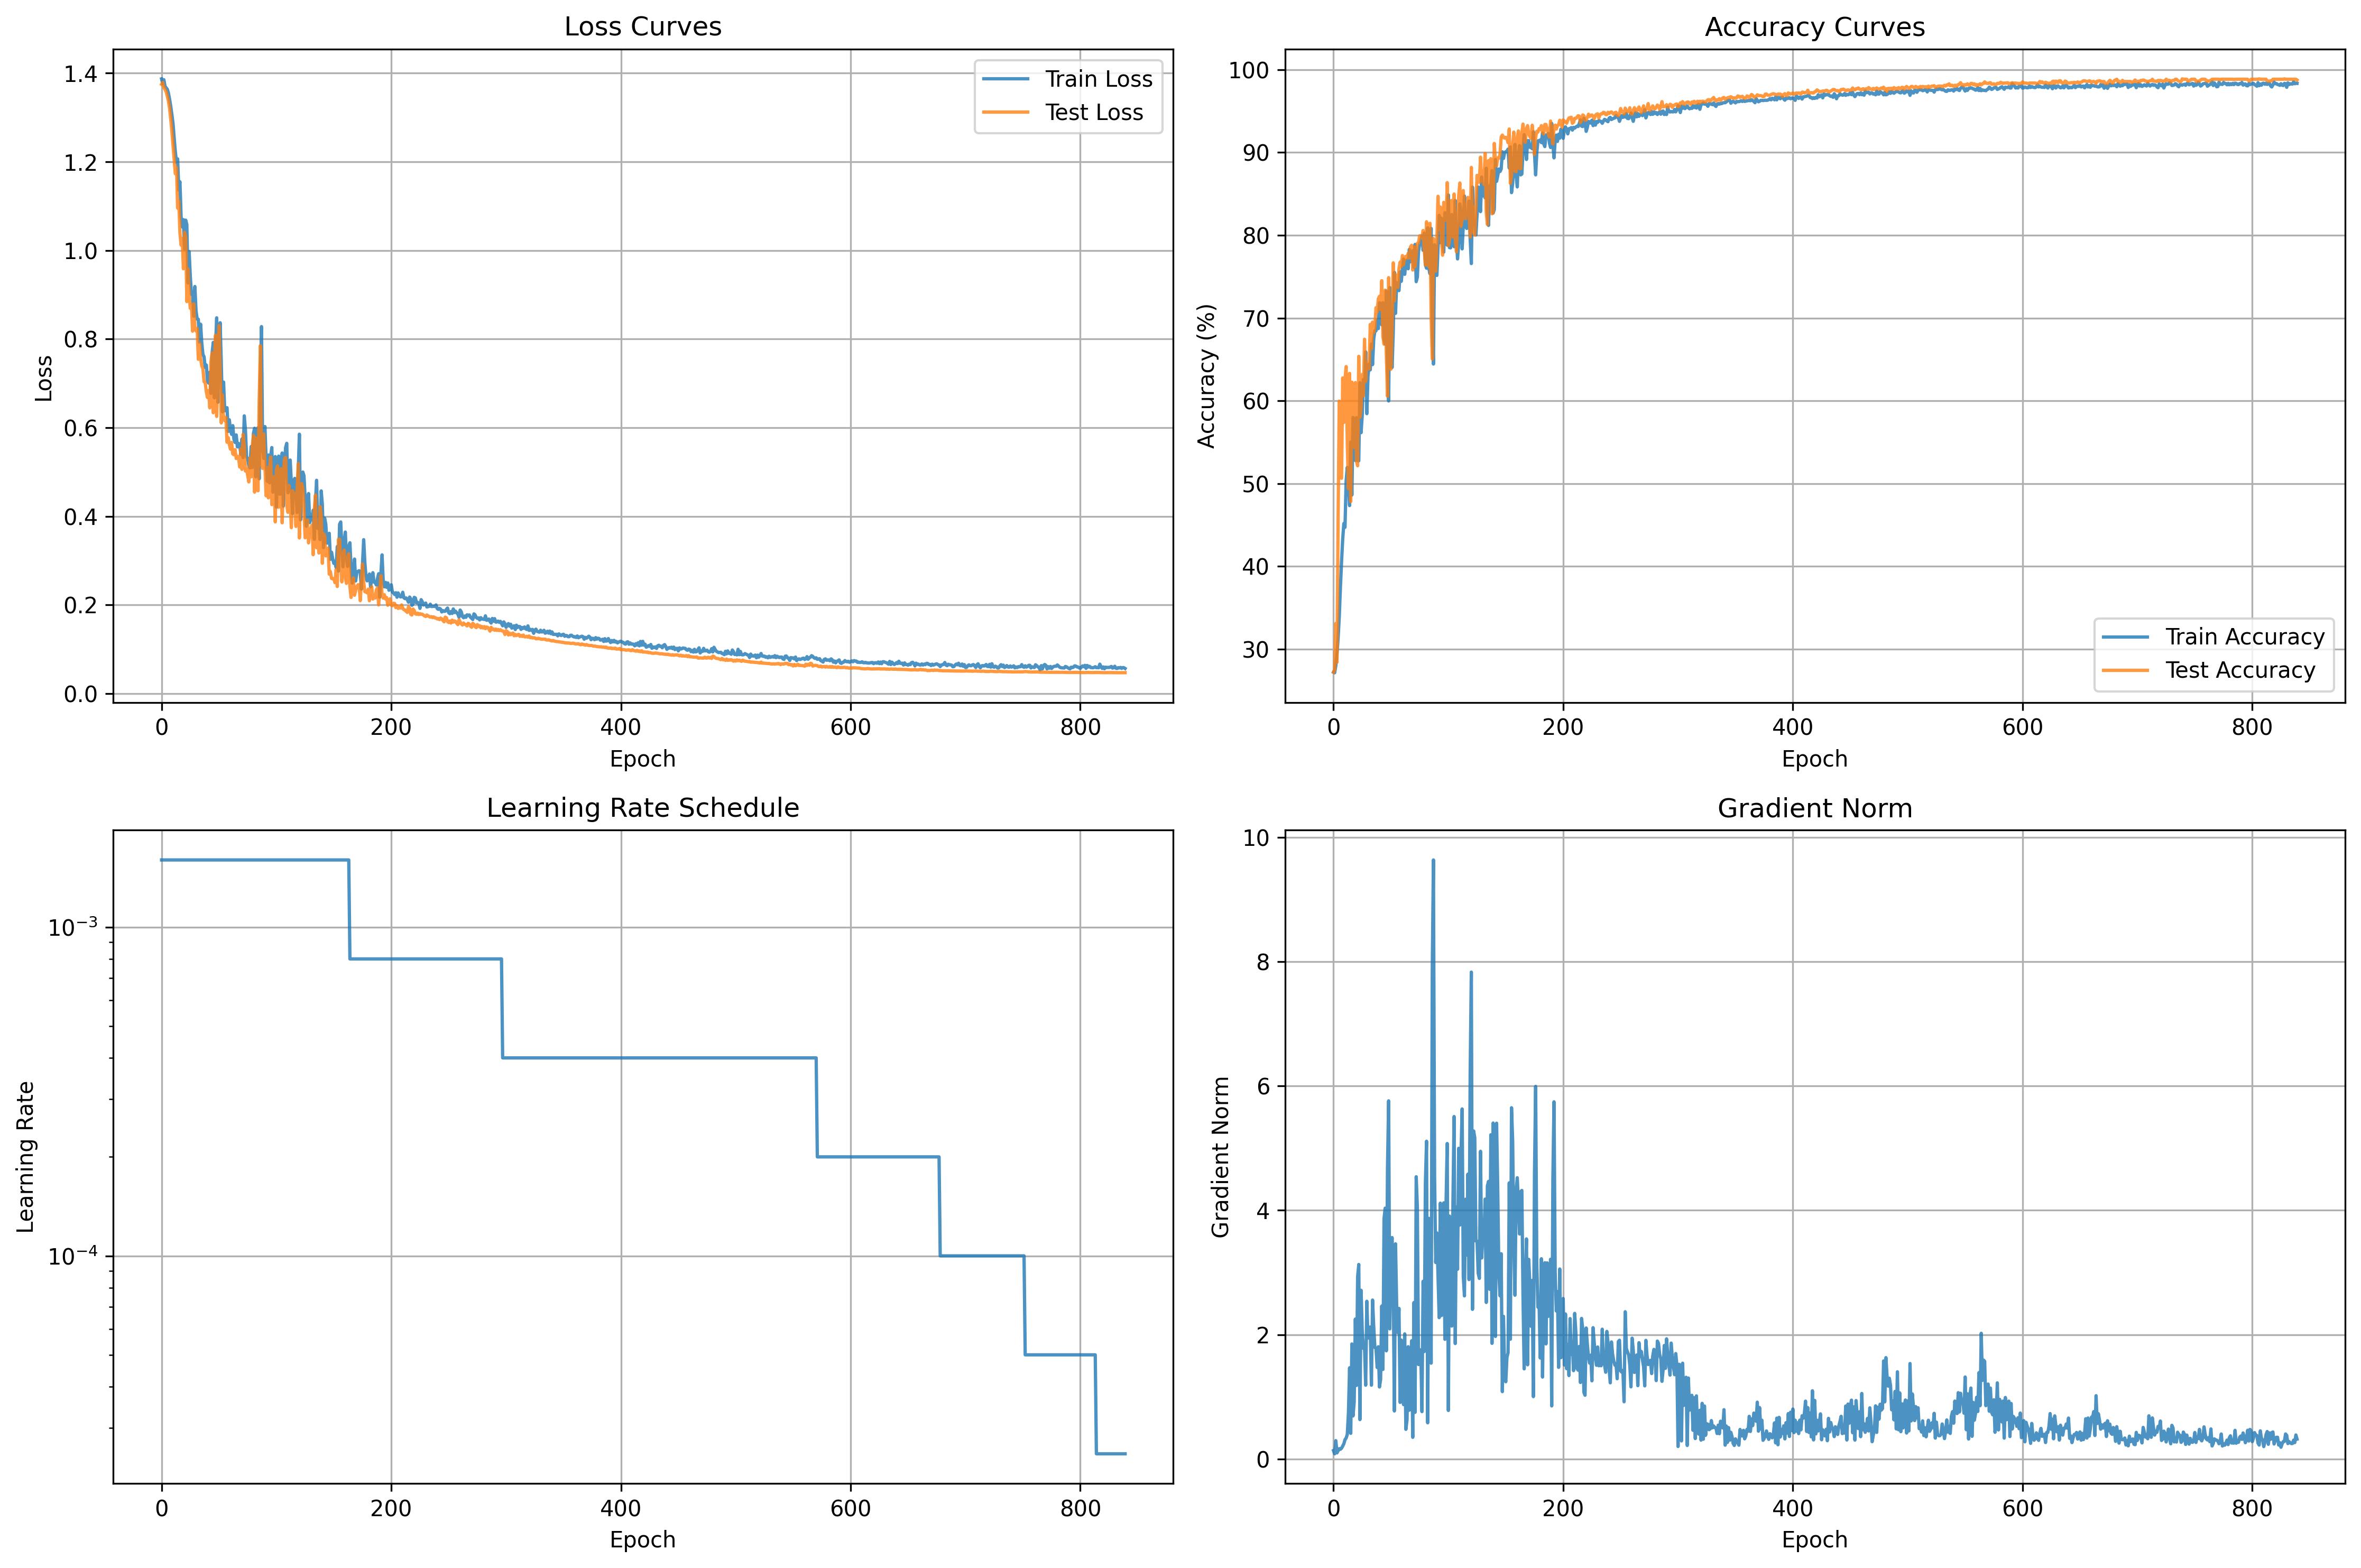 Loss Curves
Loss
1.4
1.2
1.0
0.8
0.6
0.4
0.2
0.0
Train Loss
Test Loss
0 200 400 600 800
Epoch
Accuracy Curves
Accuracy (%)
100
90
80
70
60
50
40
30
Train Accuracy
Test Accuracy
0 200 400 600 800
Epoch
Learning Rate Schedule
Learning Rate
10⁻³
10⁻⁴
0 200 400 600 800
Epoch
Gradient Norm
Gradient Norm
10
8
6
4
2
0
0 200 400 600 800
Epoch